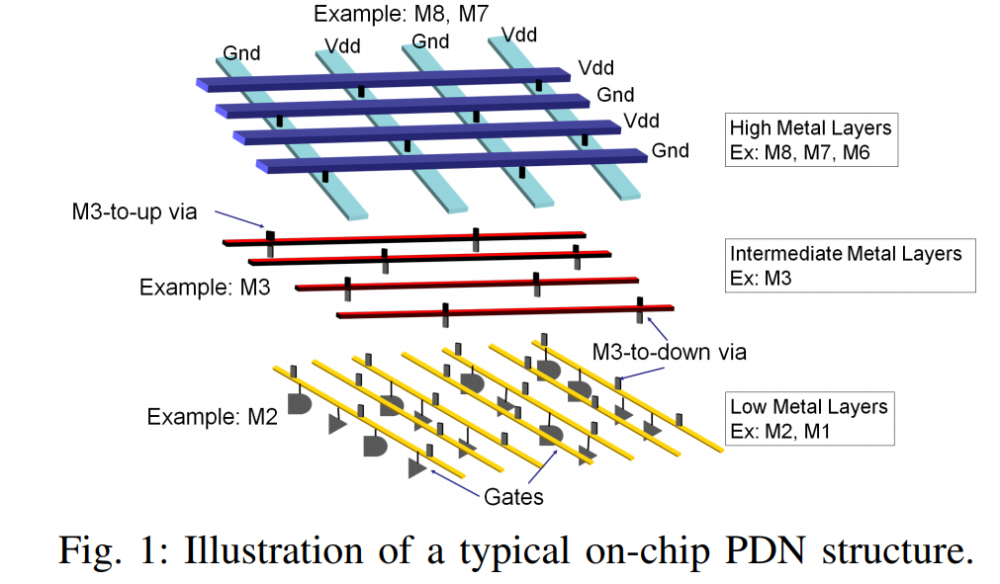 Example: M8, M7
Gnd
Vdd
Gnd
Vdd
Vdd
Gnd
Vdd
Gnd
High Metal Layers
Ex: M8, M7, M6
M3-to-up via
Intermediate Metal Layers
Ex: M3
Example: M3
M3-to-down via
Example: M2
Low Metal Layers
Ex: M2, M1
Gates
Fig. 1: Illustration of a typical on-chip PDN structure.